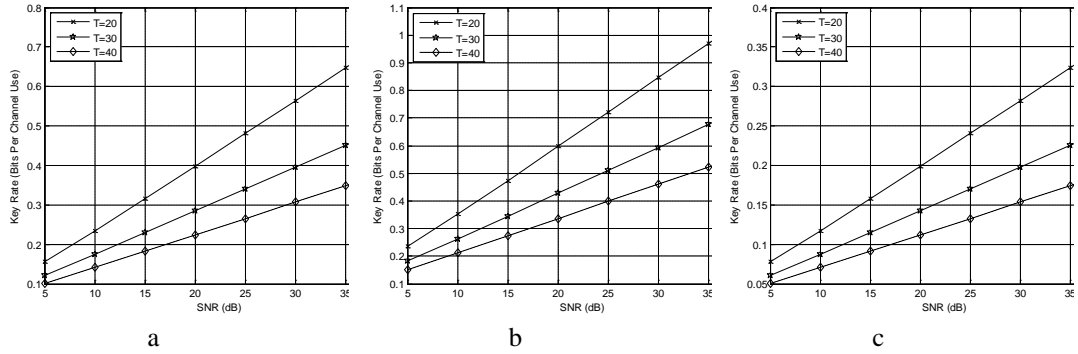 Key Rate (Bits Per Channel Use)
0.8
0.7
0.6
0.5
0.4
0.3
0.2
0.1
T=20
T=30
T=40
5 10 15 20 25 30 35
SNR (dB)
a
Key Rate (Bits Per Channel Use)
1.1
1
0.9
0.8
0.7
0.6
0.5
0.4
0.3
0.2
0.1
T=20
T=30
T=40
5 10 15 20 25 30 35
SNR (dB)
b
Key Rate (Bits Per Channel Use)
0.4
0.35
0.3
0.25
0.2
0.15
0.1
0.05
T=20
T=30
T=40
5 10 15 20 25 30 35
SNR (dB)
c